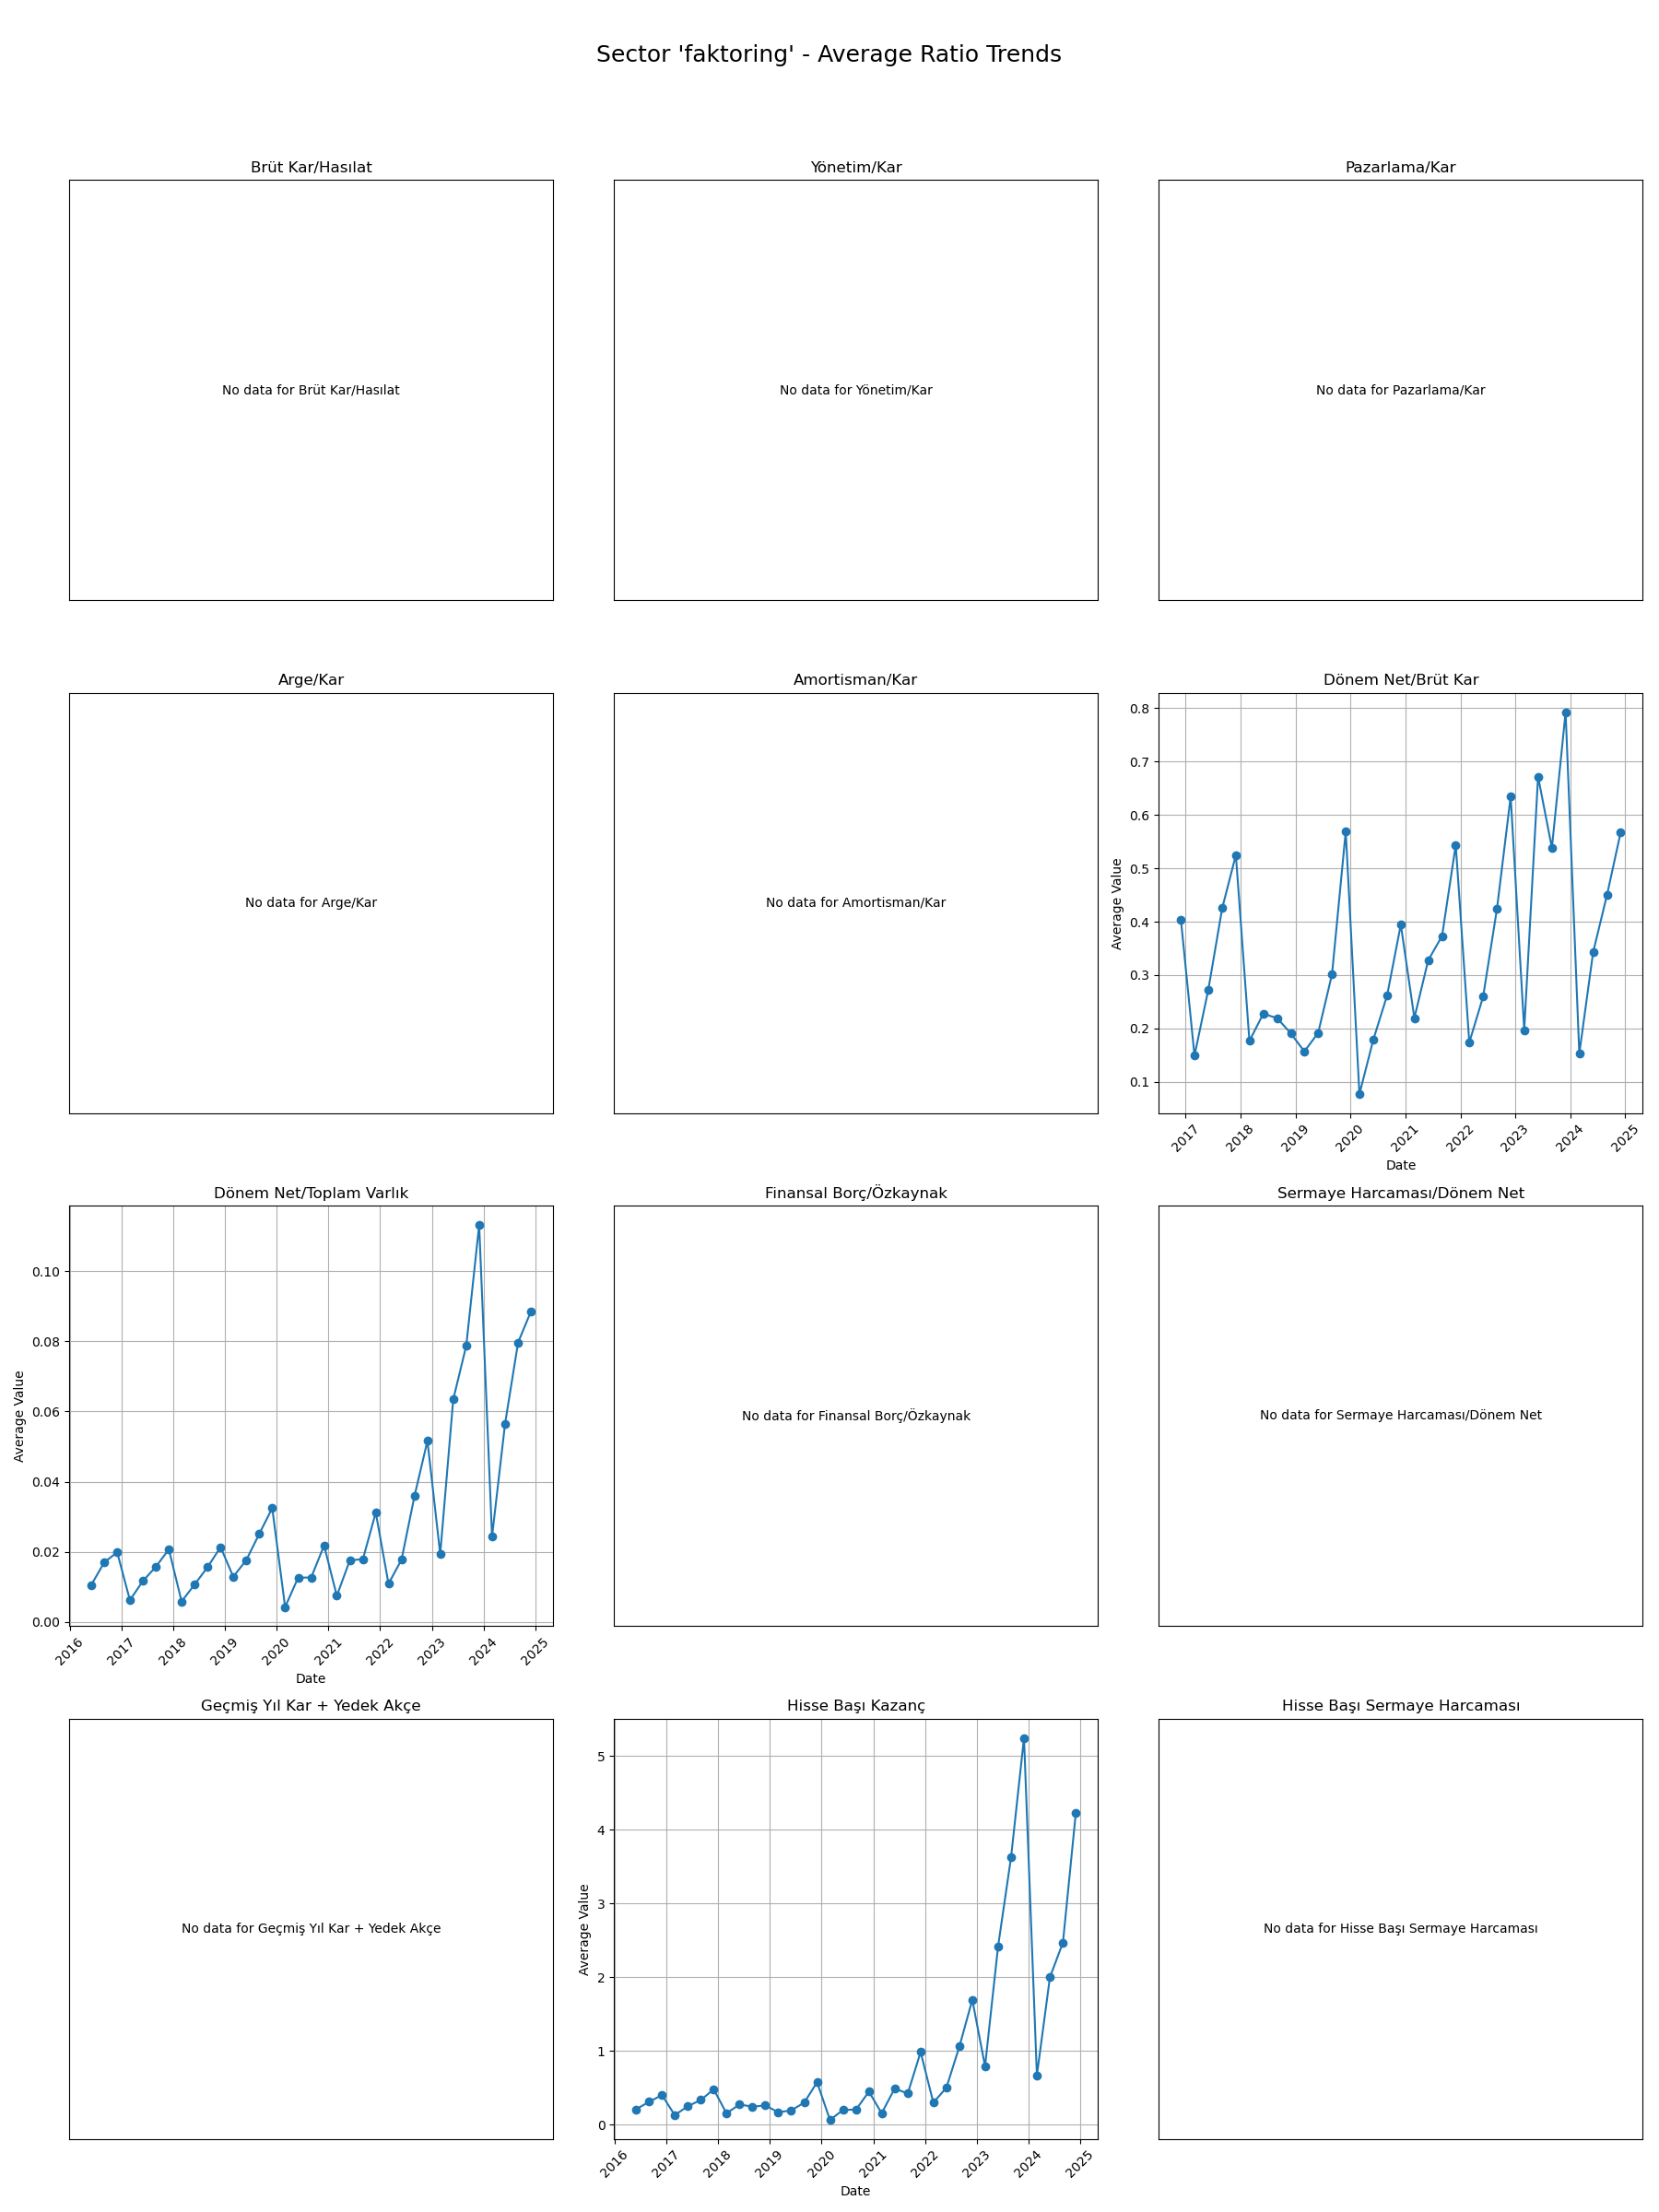 Sector 'faktoring' - Average Ratio Trends
Brüt Kar/Hasılat
No data for Brüt Kar/Hasılat
Yönetim/Kar
No data for Yönetim/Kar
Pazarlama/Kar
No data for Pazarlama/Kar
Arge/Kar
No data for Arge/Kar
Amortisman/Kar
No data for Amortisman/Kar
Dönem Net/Brüt Kar
Average Value
0.8
0.7
0.6
0.5
0.4
0.3
0.2
0.1
2017 2018 2019 2020 2021 2022 2023 2024 2025
Date
Dönem Net/Toplam Varlık
Average Value
0.10
0.08
0.06
0.04
0.02
0.00
2016 2017 2018 2019 2020 2021 2022 2023 2024 2025
Date
Finansal Borç/Özkaynak
No data for Finansal Borç/Özkaynak
Sermaye Harcaması/Dönem Net
No data for Sermaye Harcaması/Dönem Net
Geçmiş Yıl Kar + Yedek Akçe
No data for Geçmiş Yıl Kar + Yedek Akçe
Hisse Başı Kazanç
Average Value
5
4
3
2
1
0
2016 2017 2018 2019 2020 2021 2022 2023 2024 2025
Date
Hisse Başı Sermaye Harcaması
No data for Hisse Başı Sermaye Harcaması